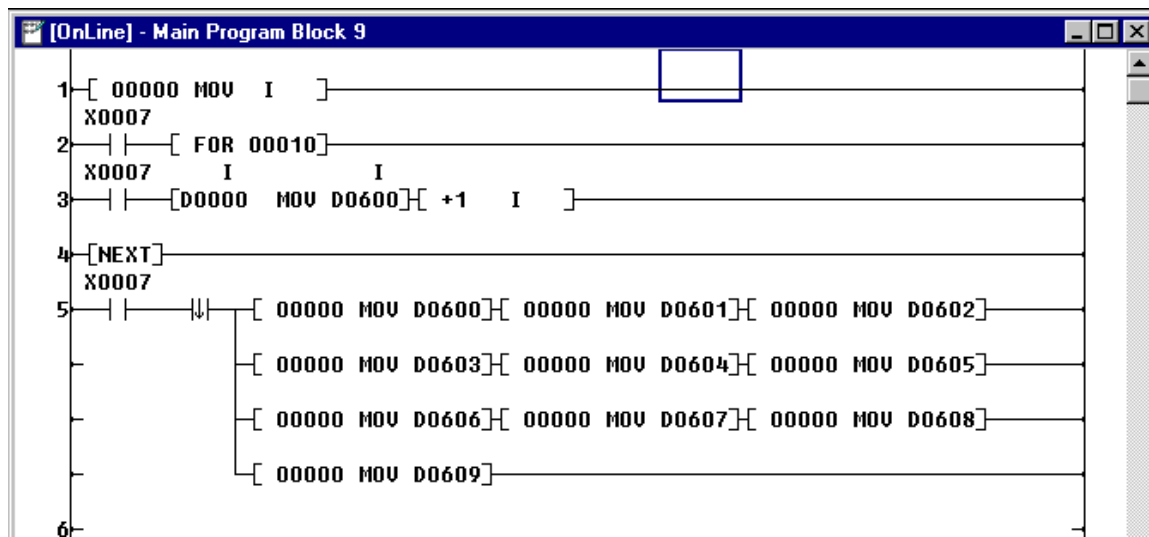 [OnLine] - Main Program Block 9
1 [ 00000 MOV I ]
X0007
2 [ FOR 00010]
X0007 I I
3 [D0000 MOV D0600][ +1 I ]
4 [NEXT]
X0007
5 [ 00000 MOV D0600][ 00000 MOV D0601][ 00000 MOV D0602]
[ 00000 MOV D0603][ 00000 MOV D0604][ 00000 MOV D0605]
[ 00000 MOV D0606][ 00000 MOV D0607][ 00000 MOV D0608]
[ 00000 MOV D0609]
6